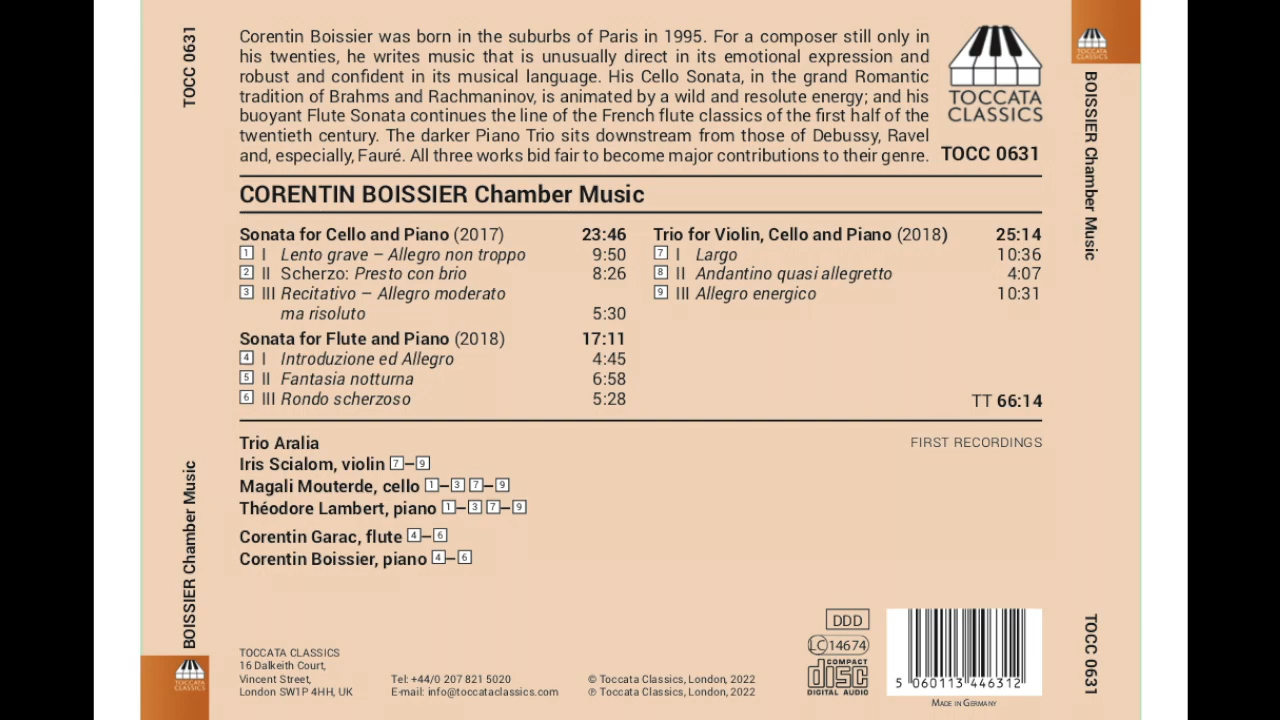 TOCC 0631
BOISSIER Chamber Music
TOCCATA CLASSICS
Corentin Boissier was born in the suburbs of Paris in 1995. For a composer still only in
his twenties, he writes music that is unusually direct in its emotional expression and
robust and confident in its musical language. His Cello Sonata, in the grand Romantic
tradition of Brahms and Rachmaninov, is animated by a wild and resolute energy; and his
buoyant Flute Sonata continues the line of the French flute classics of the first half of the
twentieth century. The darker Piano Trio sits downstream from those of Debussy, Ravel
and, especially, Fauré. All three works bid fair to become major contributions to their genre.
TOCCATA
CLASSICS
TOCC 0631
CORENTIN BOISSIER Chamber Music
Sonata for Cello and Piano (2017) 23:46
1 I Lento grave – Allegro non troppo 9:50
2 II Scherzo: Presto con brio 8:26
3 III Recitativo – Allegro moderato
ma risoluto 5:30
Sonata for Flute and Piano (2018) 17:11
4 I Introduzione ed Allegro 4:45
5 II Fantasia notturna 6:58
6 III Rondo scherzoso 5:28
Trio for Violin, Cello and Piano (2018) 25:14
7 I Largo 10:36
8 II Andantino quasi allegretto 4:07
9 III Allegro energico 10:31
TT 66:14
FIRST RECORDINGS
Trio Aralia
Iris Scialom, violin 7–9
Magali Mouterde, cello 1–3 7–9
Théodore Lambert, piano 1–3 7–9
Corentin Garac, flute 4–6
Corentin Boissier, piano 4–6
TOCCATA CLASSICS
16 Dalkeith Court,
Vincent Street,
London SW1P 4HH, UK
Tel: +44/0 207 821 5020
E-mail: info@toccataclassics.com
© Toccata Classics, London, 2022
℗ Toccata Classics, London, 2022
DDD
LC 14674
COMPACT
disc
DIGITAL AUDIO
5 060113 446312
MADE IN GERMANY
TOCCATA
CLASSICS
BOISSIER Chamber Music
TOCC 0631